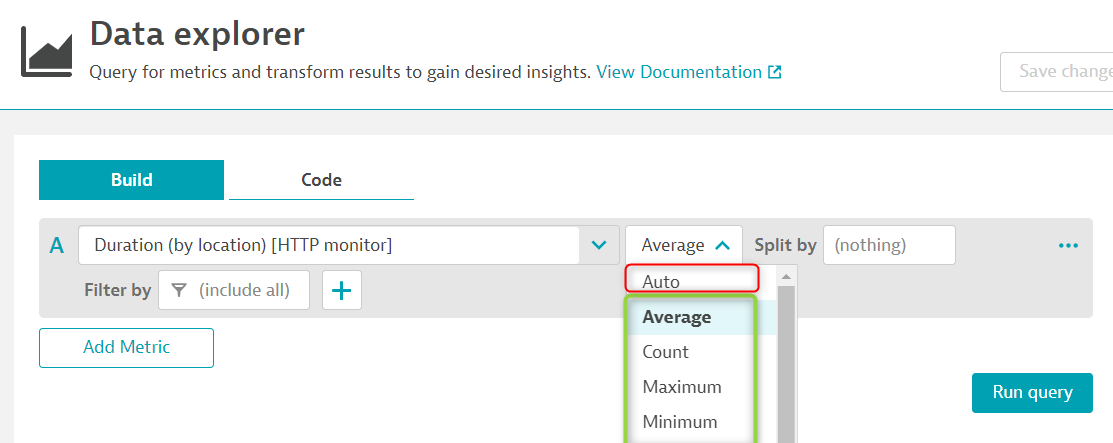 Data explorer
Query for metrics and transform results to gain desired insights. View Documentation
Save change
Build
Code
A Duration (by location) [HTTP monitor] Average Split by (nothing) ...
Filter by (include all) +
Auto
Average
Count
Maximum
Minimum
Add Metric
Run query